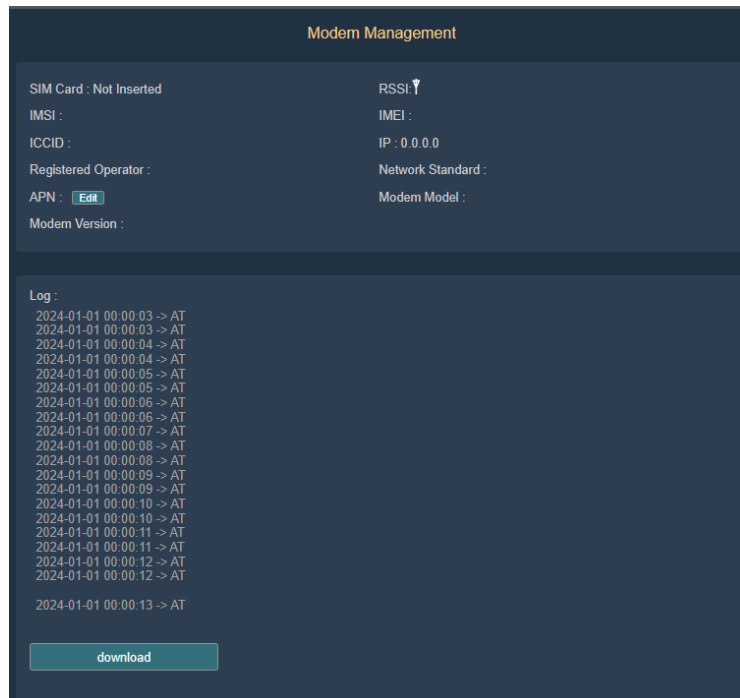 Modem Management
SIM Card : Not Inserted
RSSI:
IMSI :
IMEI :
ICCID :
IP : 0.0.0.0
Registered Operator :
Network Standard :
APN : Edit
Modem Model :
Modem Version :
Log :
2024-01-01 00:00:03 -> AT
2024-01-01 00:00:03 -> AT
2024-01-01 00:00:04 -> AT
2024-01-01 00:00:04 -> AT
2024-01-01 00:00:05 -> AT
2024-01-01 00:00:05 -> AT
2024-01-01 00:00:06 -> AT
2024-01-01 00:00:06 -> AT
2024-01-01 00:00:07 -> AT
2024-01-01 00:00:08 -> AT
2024-01-01 00:00:08 -> AT
2024-01-01 00:00:09 -> AT
2024-01-01 00:00:09 -> AT
2024-01-01 00:00:10 -> AT
2024-01-01 00:00:10 -> AT
2024-01-01 00:00:11 -> AT
2024-01-01 00:00:11 -> AT
2024-01-01 00:00:12 -> AT
2024-01-01 00:00:12 -> AT
2024-01-01 00:00:13 -> AT
download